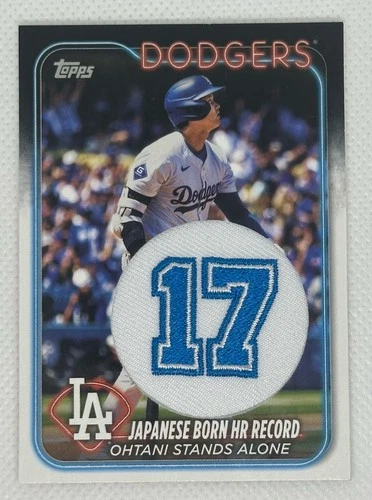 Topps
DODGERS
Dodgers
17
LA
JAPANESE BORN HR RECORD
OHTANI STANDS ALONE